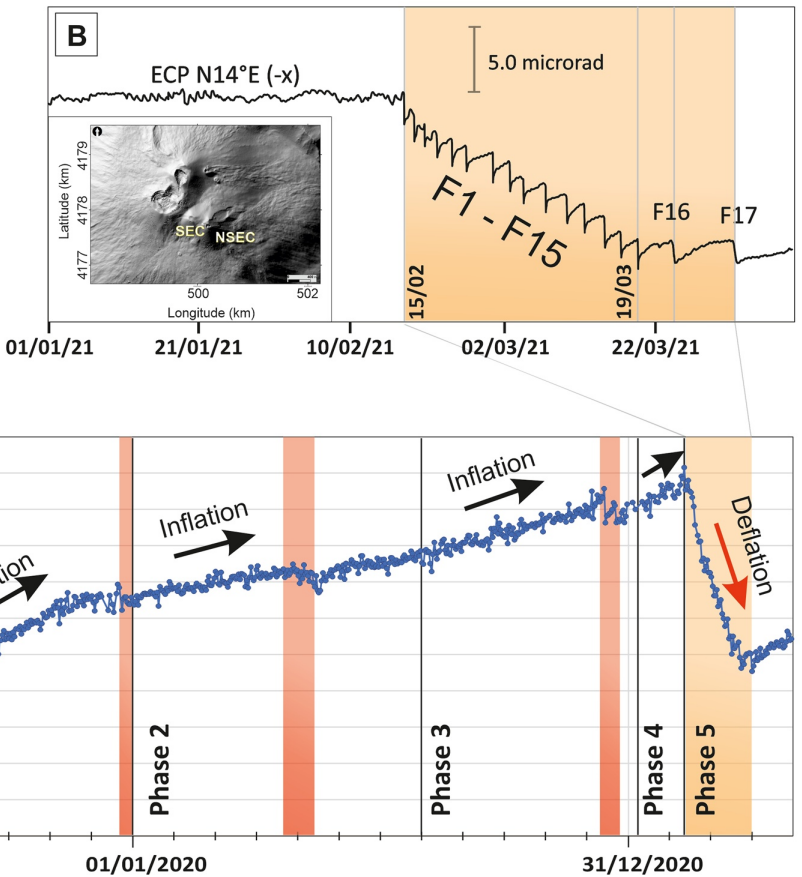 B
ECP N14°E (-x)
5.0 microrad
4179
4178
4177
Latitude (km)
SEC
NSEC
500
502
Longitude (km)
F1 - F15
F16
F17
15/02
19/03
01/01/21
21/01/21
10/02/21
02/03/21
22/03/21
Inflation
Inflation
Deflation
Phase 2
Phase 3
Phase 4
Phase 5
01/01/2020
31/12/2020